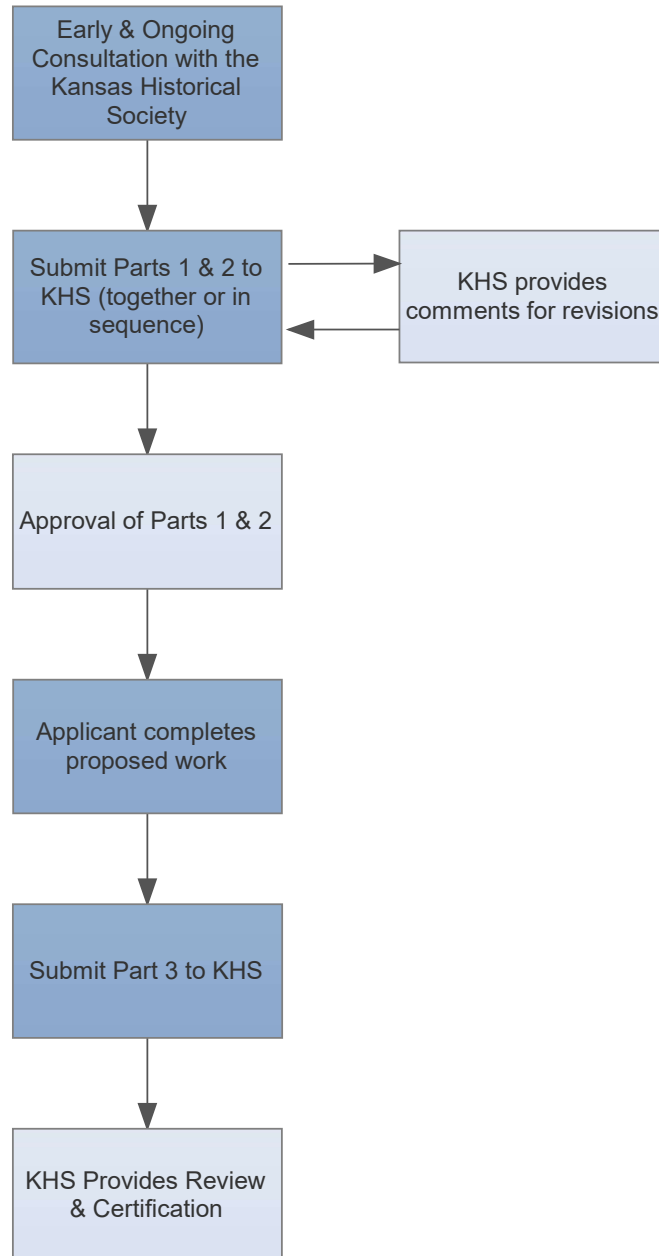 Early & Ongoing
Consultation with the
Kansas Historical
Society
Submit Parts 1 & 2 to
KHS (together or in
sequence)
KHS provides
comments for revisions
Approval of Parts 1 & 2
Applicant completes
proposed work
Submit Part 3 to KHS
KHS Provides Review
& Certification